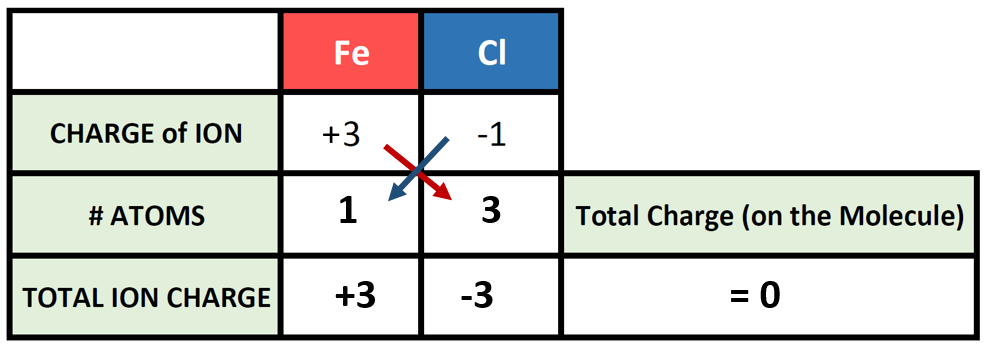 Fe Cl
CHARGE of ION +3 -1
# ATOMS 1 3 Total Charge (on the Molecule)
TOTAL ION CHARGE +3 -3 = 0